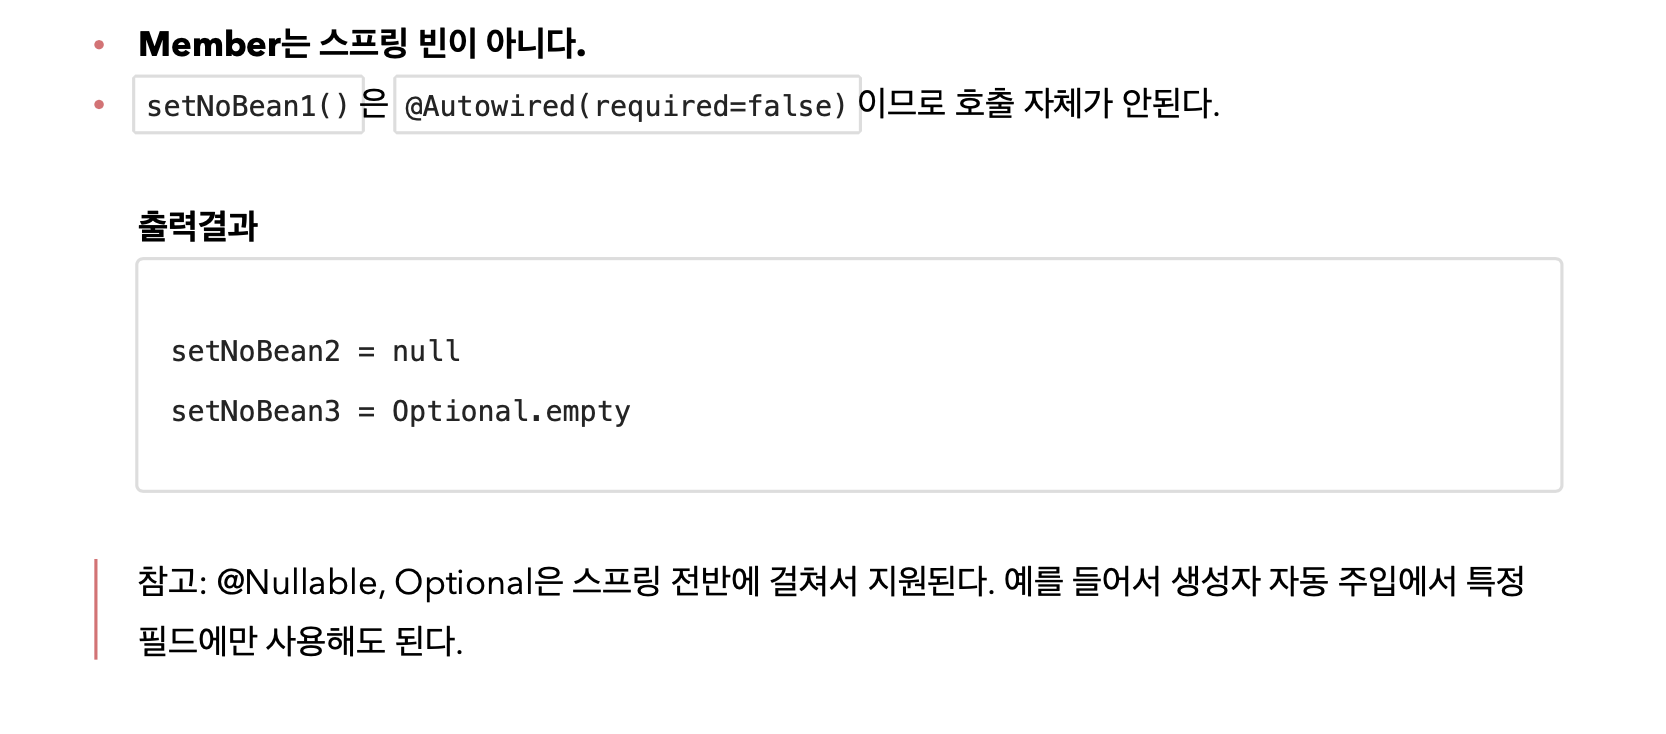 • Member는 스프링 빈이 아니다.
• setNoBean1() 은 @Autowired(required=false) 이므로 호출 자체가 안된다.
출력결과
setNoBean2 = null
setNoBean3 = Optional.empty
참고: @Nullable, Optional은 스프링 전반에 걸쳐서 지원된다. 예를 들어서 생성자 자동 주입에서 특정
필드에만 사용해도 된다.